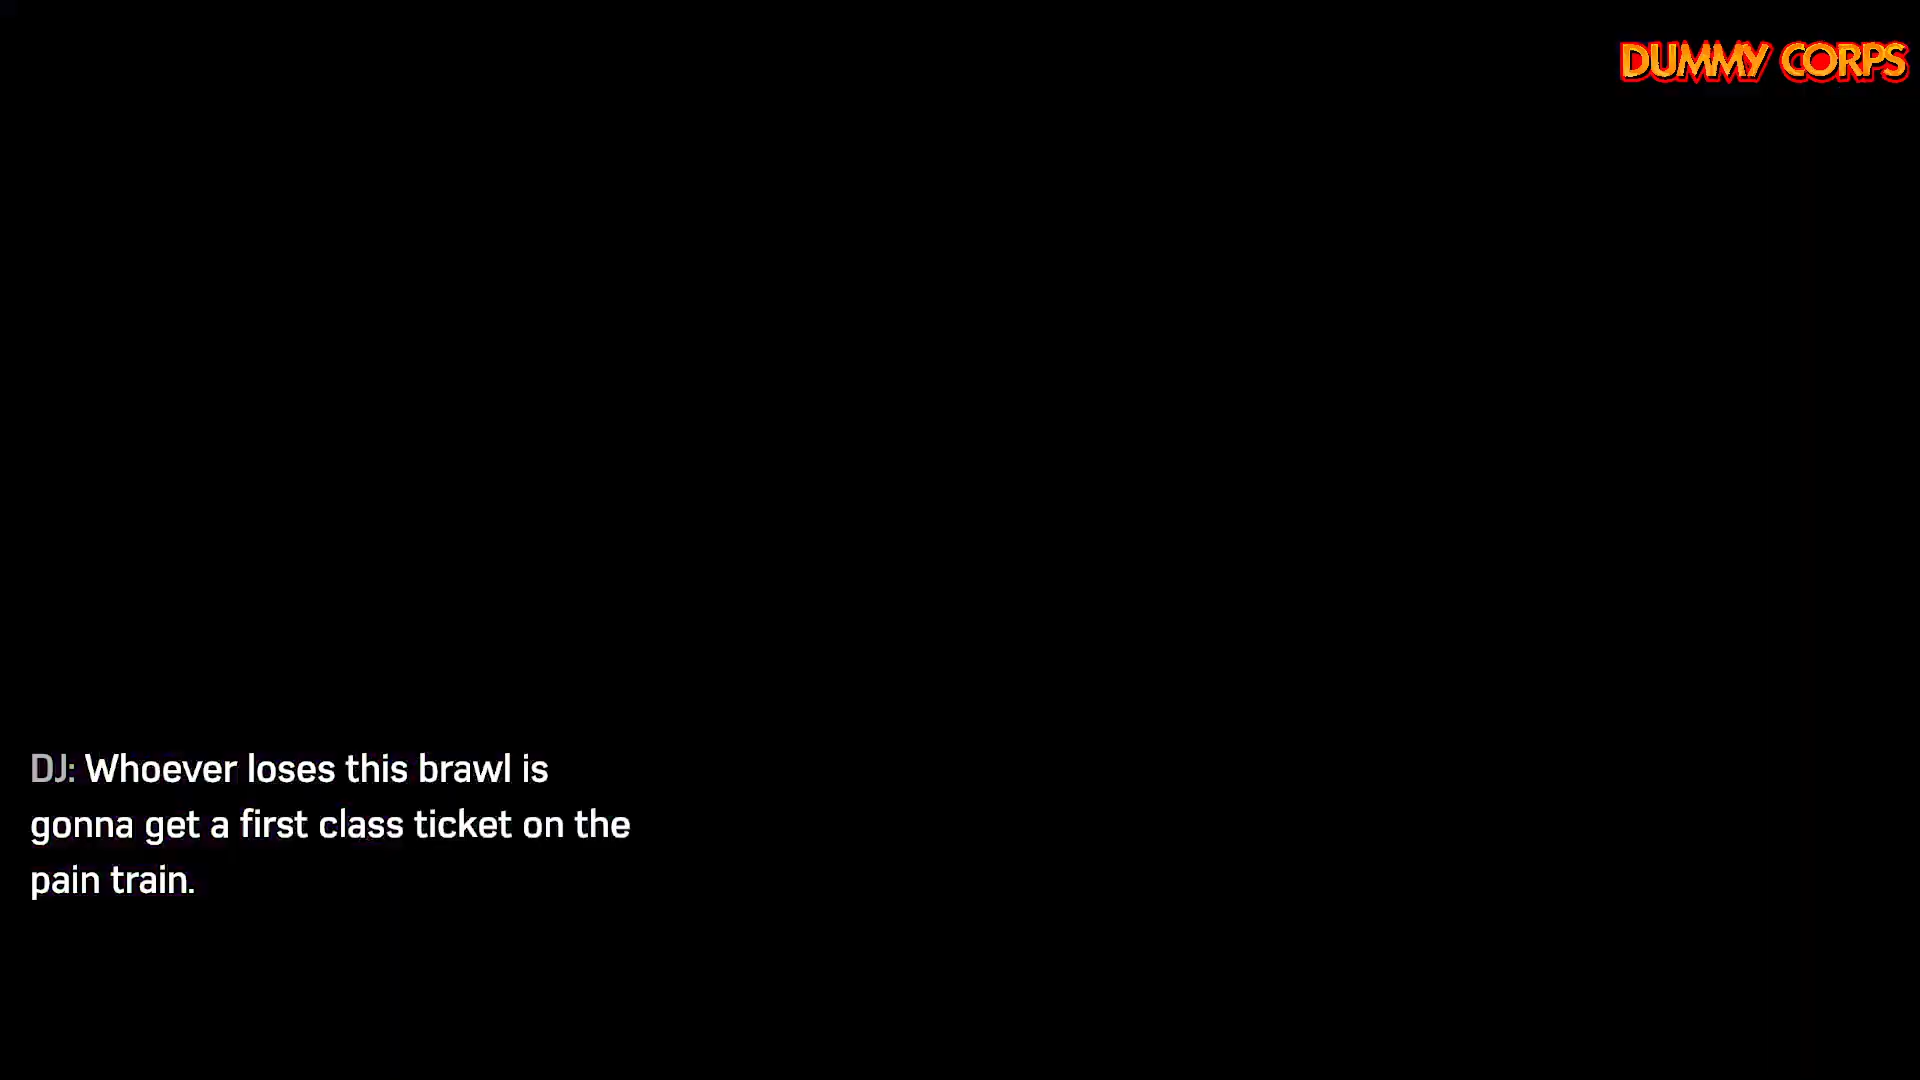 DUMMY CORPS
DJ: Whoever loses this brawl is
gonna get a first class ticket on the
pain train.